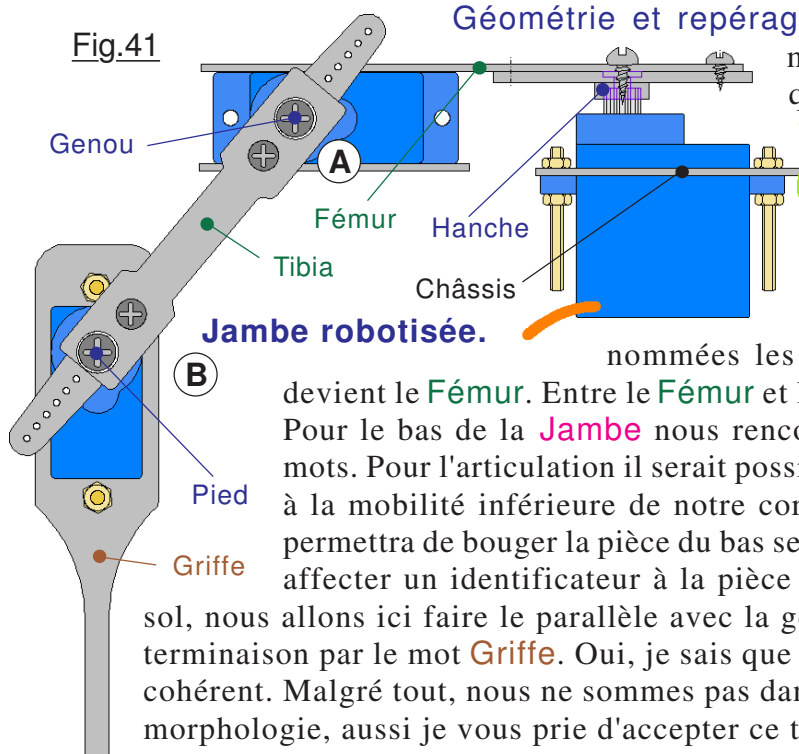 Géométrie et repérag
Fig.41
n
q
Genou
A
Fémur
Hanche
Tibia
Châssis
Jambe robotisée.
B
nommées les
devient le Fémur. Entre le Fémur et l
Pour le bas de la Jambe nous renco
mots. Pour l'articulation il serait possi
Pied
à la mobilité inférieure de notre cor
permettra de bouger la pièce du bas se
Griffe
affecter un identificateur à la pièce
sol, nous allons ici faire le parallèle avec la g
terminaison par le mot Griffe. Oui, je sais que
cohérent. Malgré tout, nous ne sommes pas dan
morphologie, aussi je vous prie d'accepter ce t